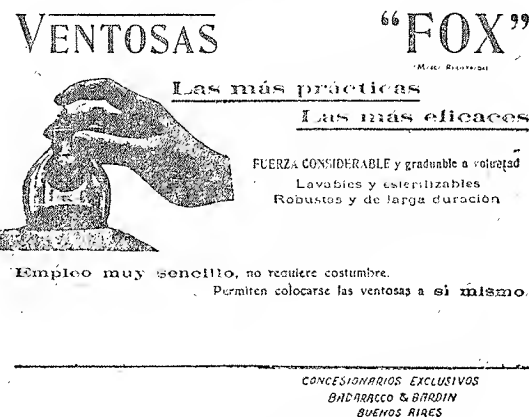 VENTOSAS "FOX"
(Marca Registrada)
Las más prácticas
Las más eficaces
FUERZA CONSIDERABLE y graduable a voluntad
Lavables y esterilizables
Robustas y de larga duración
Empleo muy sencillo, no requiere costumbre.
Permiten colocarse las ventosas a si mismo.
CONCESIONARIOS EXCLUSIVOS
BADARACCO & BARDIN
BUENOS AIRES